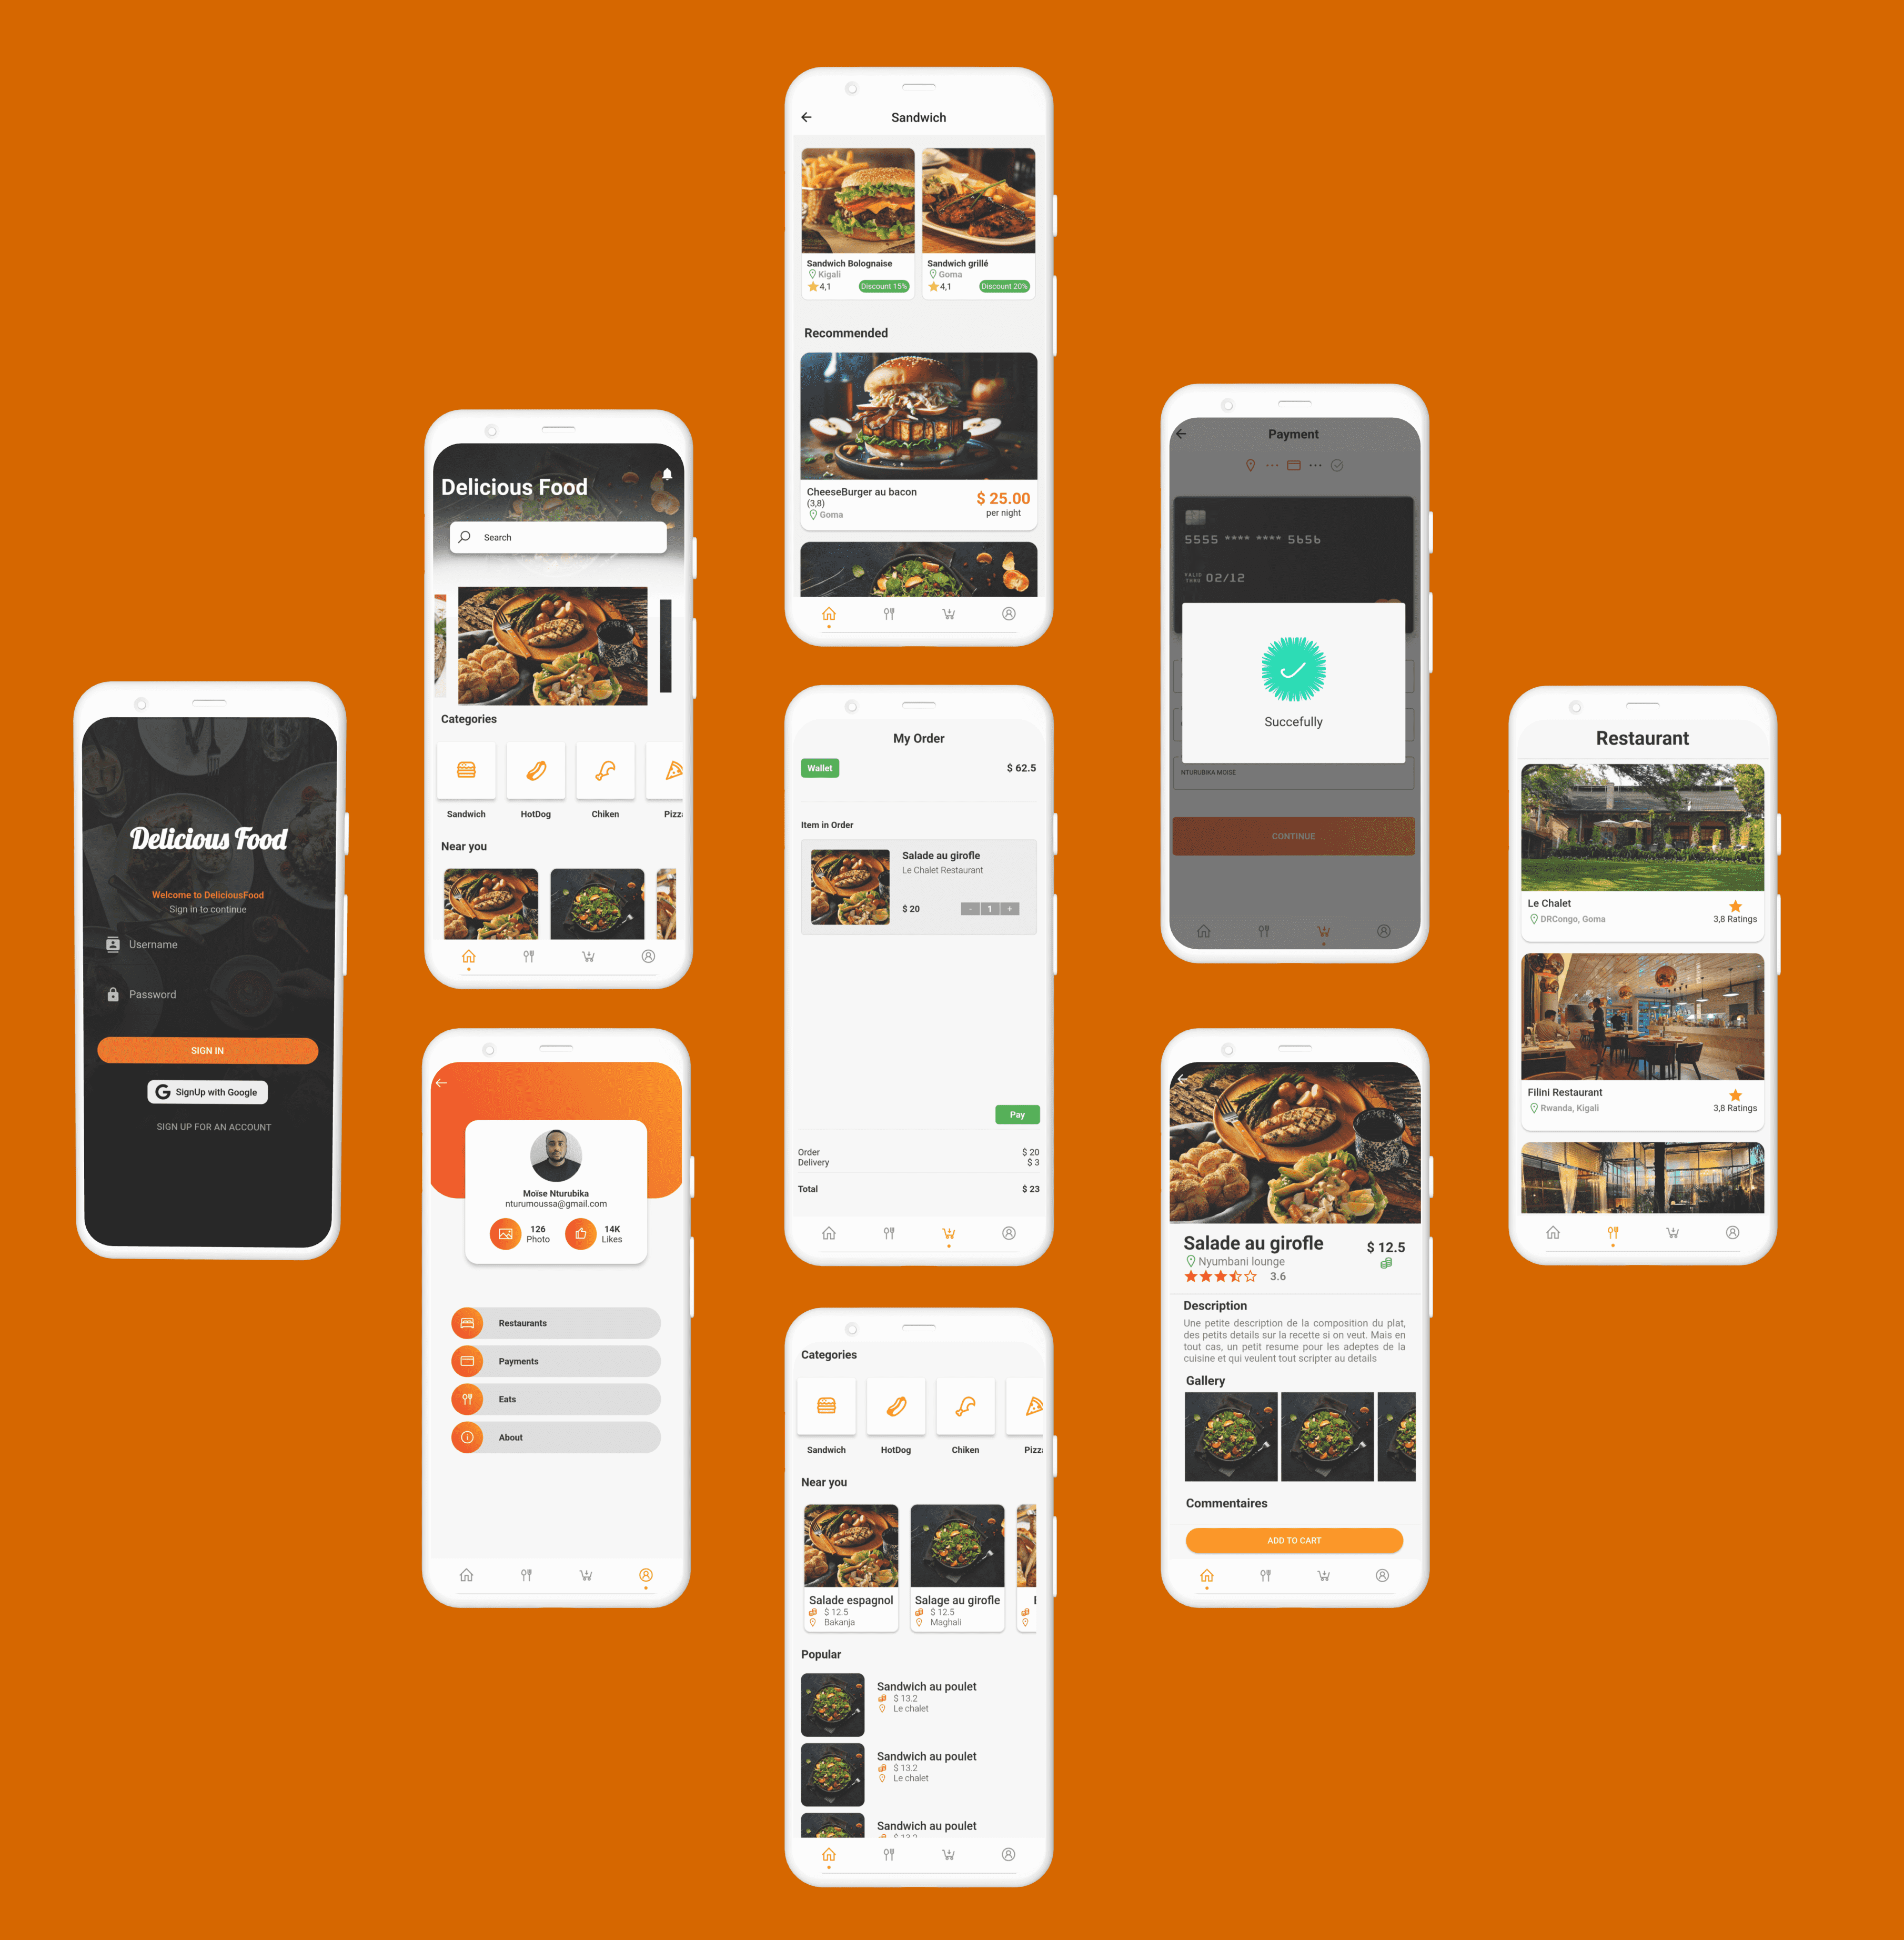 Delicious Food
Welcome to DeliciousFood
Sign in to continue
Username
Password
SIGN IN
SignUp with Google
SIGN UP FOR AN ACCOUNT
Delicious Food
Search
Categories
Sandwich HotDog Chiken Pizz
Near you
Moïse Nturubika
nturumoussa@gmail.com
126 14K
Photo Likes
Restaurants
Payments
Eats
About
Sandwich
Sandwich Bolognaise Sandwich grillé
Kigali Goma
4,1 Discount 15% 4,1 Discount 20%
Recommended
CheeseBurger au bacon
(3,8)
Goma
$ 25.00
per night
My Order
Wallet $ 62.5
Item in Order
Salade au girofle
Le Chalet Restaurant
$ 20 - 1 +
Pay
Order $ 20
Delivery $ 3
Total $ 23
Categories
Sandwich HotDog Chiken Pizz
Near you
Salade espagnol Salage au girofle
$ 12.5 $ 12.5
Bakanja Maghali
Popular
Sandwich au poulet
$ 13.2
Le chalet
Sandwich au poulet
$ 13.2
Le chalet
Sandwich au poulet
$ 13.2
Payment
5555 **** **** 5656
VALID
THRU 02/12
Succefully
NTURUBIKA MOISE
CONTINUE
Salade au girofle $ 12.5
Nyumbani lounge
3.6
Description
Une petite description de la composition du plat,
des petits details sur la recette si on veut. Mais en
tout cas, un petit resume pour les adeptes de la
cuisine et qui veulent tout scripter au details
Gallery
Commentaires
ADD TO CART
Restaurant
Le Chalet
DRCongo, Goma 3,8 Ratings
Filini Restaurant
Rwanda, Kigali 3,8 Ratings